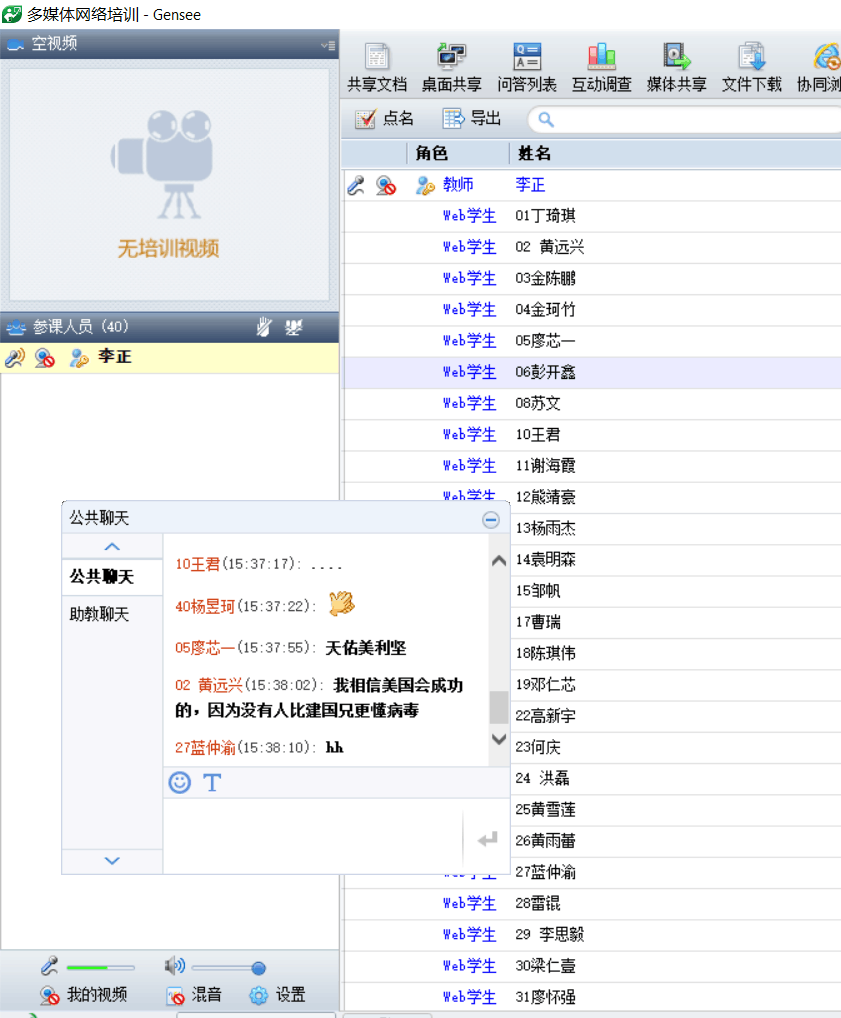 多媒体网络培训 - Gensee
空视频
无培训视频
参课人员 (40)
李正
共享文档 桌面共享 问答列表 互动调查 媒体共享 文件下载 协同浏
点名 导出
角色 姓名
教师 李正
Web学生 01丁琦琪
Web学生 02 黄远兴
Web学生 03金陈鹏
Web学生 04金珂竹
Web学生 05廖芯一
Web学生 06彭开鑫
Web学生 08苏文
Web学生 10王君
Web学生 11谢海霞
Web学生 12熊靖豪
13杨雨杰
14袁明森
15邹帆
17曹瑞
18陈琪伟
19邓仁芯
22高新宇
23何庆
24 洪磊
25黄雪莲
26黄雨蕃
Web学生 27蓝仲渝
Web学生 28雷锟
Web学生 29 李思毅
Web学生 30梁仁壹
Web学生 31廖怀强
公共聊天
公共聊天
助教聊天
10王君(15:37:17): ....
40杨昱珂(15:37:22):
05廖芯一(15:37:55): 天佑美利坚
02 黄远兴(15:38:02): 我相信美国会成功
的，因为没有人比建国兄更懂病毒
27蓝仲渝(15:38:10): hh
T
我的视频 混音 设置